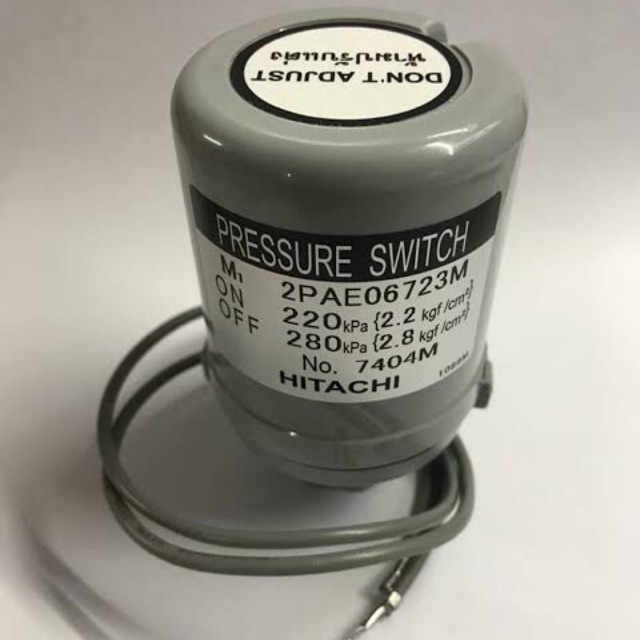 DON'T ADJUST
ห้ามปรับแต่ง
PRESSURE SWITCH
M1 2PAE06723M
ON 220kPa {2.2 kgf/cm²}
OFF 280kPa {2.8 kgf/cm²}
No. 7404M
HITACHI